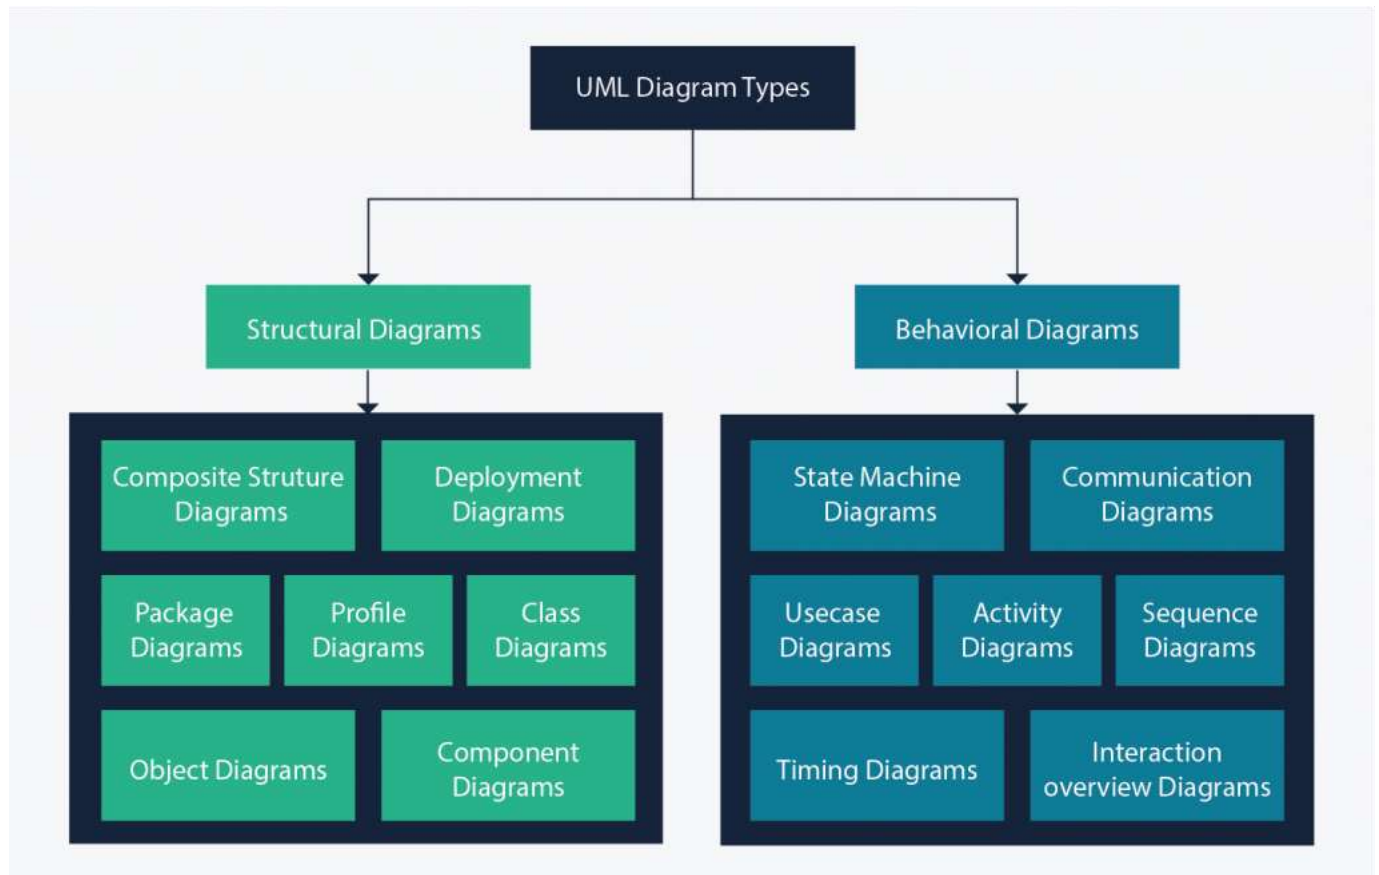 UML Diagram Types
Structural Diagrams
Behavioral Diagrams
Composite Struture
Diagrams
Deployment
Diagrams
Package
Diagrams
Profile
Diagrams
Class
Diagrams
Object Diagrams
Component
Diagrams
State Machine
Diagrams
Communication
Diagrams
Usecase
Diagrams
Activity
Diagrams
Sequence
Diagrams
Timing Diagrams
Interaction
overview Diagrams